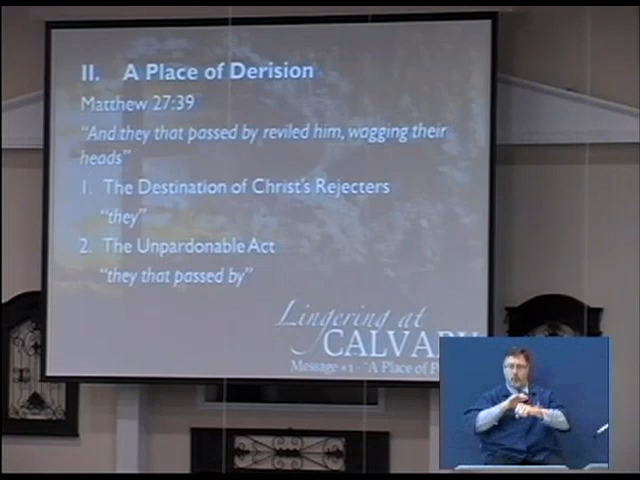 II. A Place of Derision
Matthew 27:39
“And they that passed by reviled him, wagging their
heads”
1. The Destination of Christ's Rejecters
“they”
2. The Unpardonable Act
“they that passed by”
Lingering at
CALVARY
Message #1 - "A Place of P